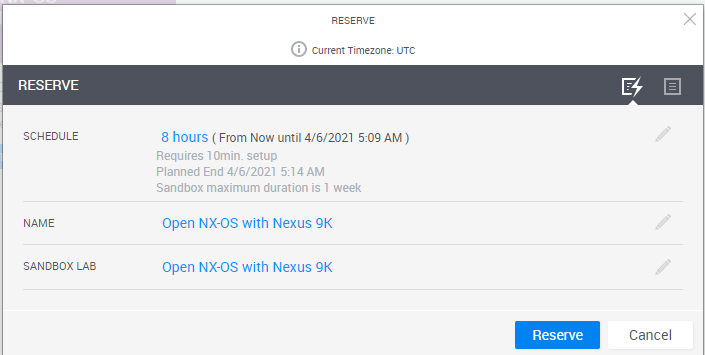 RESERVE
Current Timezone: UTC
RESERVE
SCHEDULE
8 hours ( From Now until 4/6/2021 5:09 AM )
Requires 10min. setup
Planned End 4/6/2021 5:14 AM
Sandbox maximum duration is 1 week
NAME
Open NX-OS with Nexus 9K
SANDBOX LAB
Open NX-OS with Nexus 9K
Reserve
Cancel